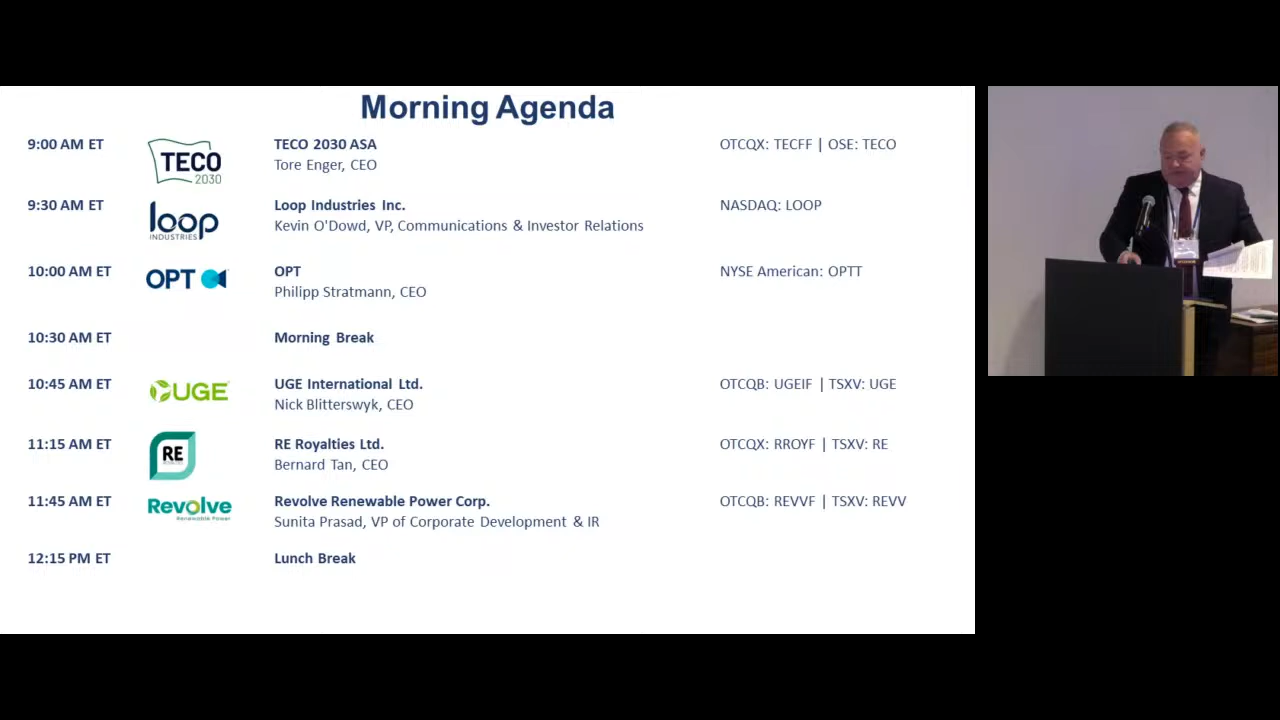 Morning Agenda
9:00 AM ET
TECO
2030
TECO 2030 ASA
Tore Enger, CEO
OTCQX: TECFF | OSE: TECO
9:30 AM ET
loop
INDUSTRIES
Loop Industries Inc.
Kevin O'Dowd, VP, Communications & Investor Relations
NASDAQ: LOOP
10:00 AM ET
OPT
OPT
Philipp Stratmann, CEO
NYSE American: OPTT
10:30 AM ET
Morning Break
10:45 AM ET
UGE
UGE International Ltd.
Nick Blitterswyk, CEO
OTCQB: UGEIF | TSXV: UGE
11:15 AM ET
RE
RE Royalties Ltd.
Bernard Tan, CEO
OTCQX: RROYF | TSXV: RE
11:45 AM ET
Revolve
Renewable Power
Revolve Renewable Power Corp.
Sunita Prasad, VP of Corporate Development & IR
OTCQB: REVVF | TSXV: REVV
12:15 PM ET
Lunch Break